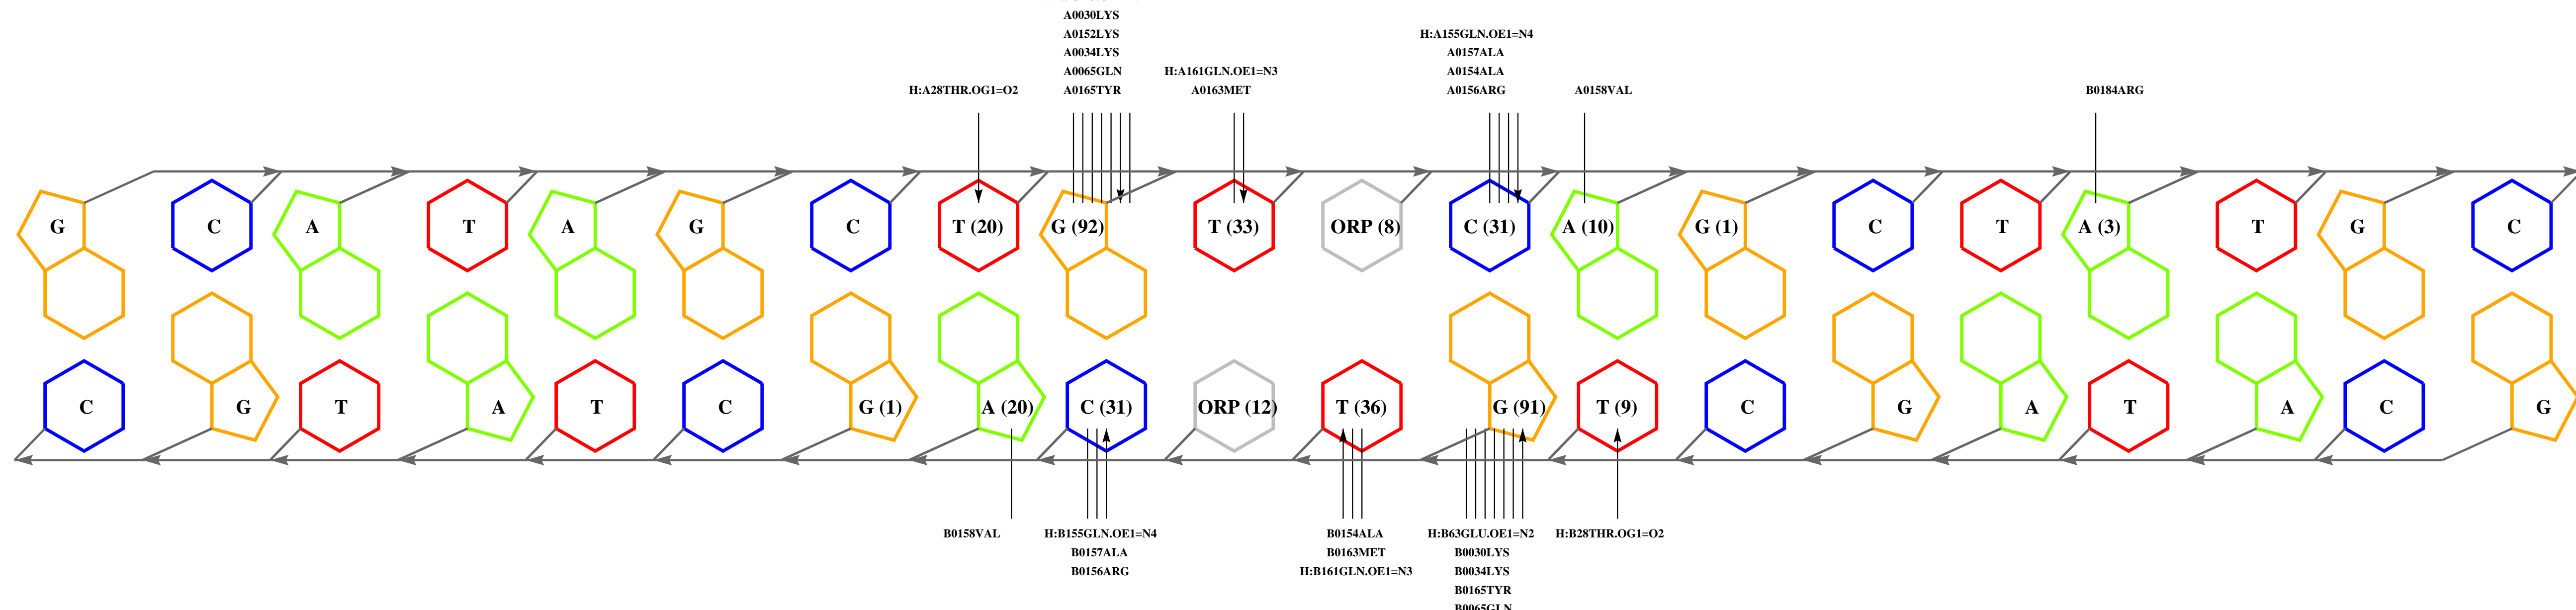 A0030LYS
A0152LYS
A0034LYS
A0065GLN
A0165TYR
H:A28THR.OG1=O2
H:A161GLN.OE1=N3
A0163MET
H:A155GLN.OE1=N4
A0157ALA
A0154ALA
A0156ARG
A0158VAL
B0184ARG
G C A T A G C T (20) G (92) T (33) ORP (8) C (31) A (10) G (1) C T A (3) T G C
C G T A T C G (1) A (20) C (31) ORP (12) T (36) G (91) T (9) C G A T A C G
B0158VAL
H:B155GLN.OE1=N4
B0157ALA
B0156ARG
B0154ALA
B0163MET
H:B161GLN.OE1=N3
H:B63GLU.OE1=N2
B0030LYS
B0034LYS
B0165TYR
B0065GLN
H:B28THR.OG1=O2